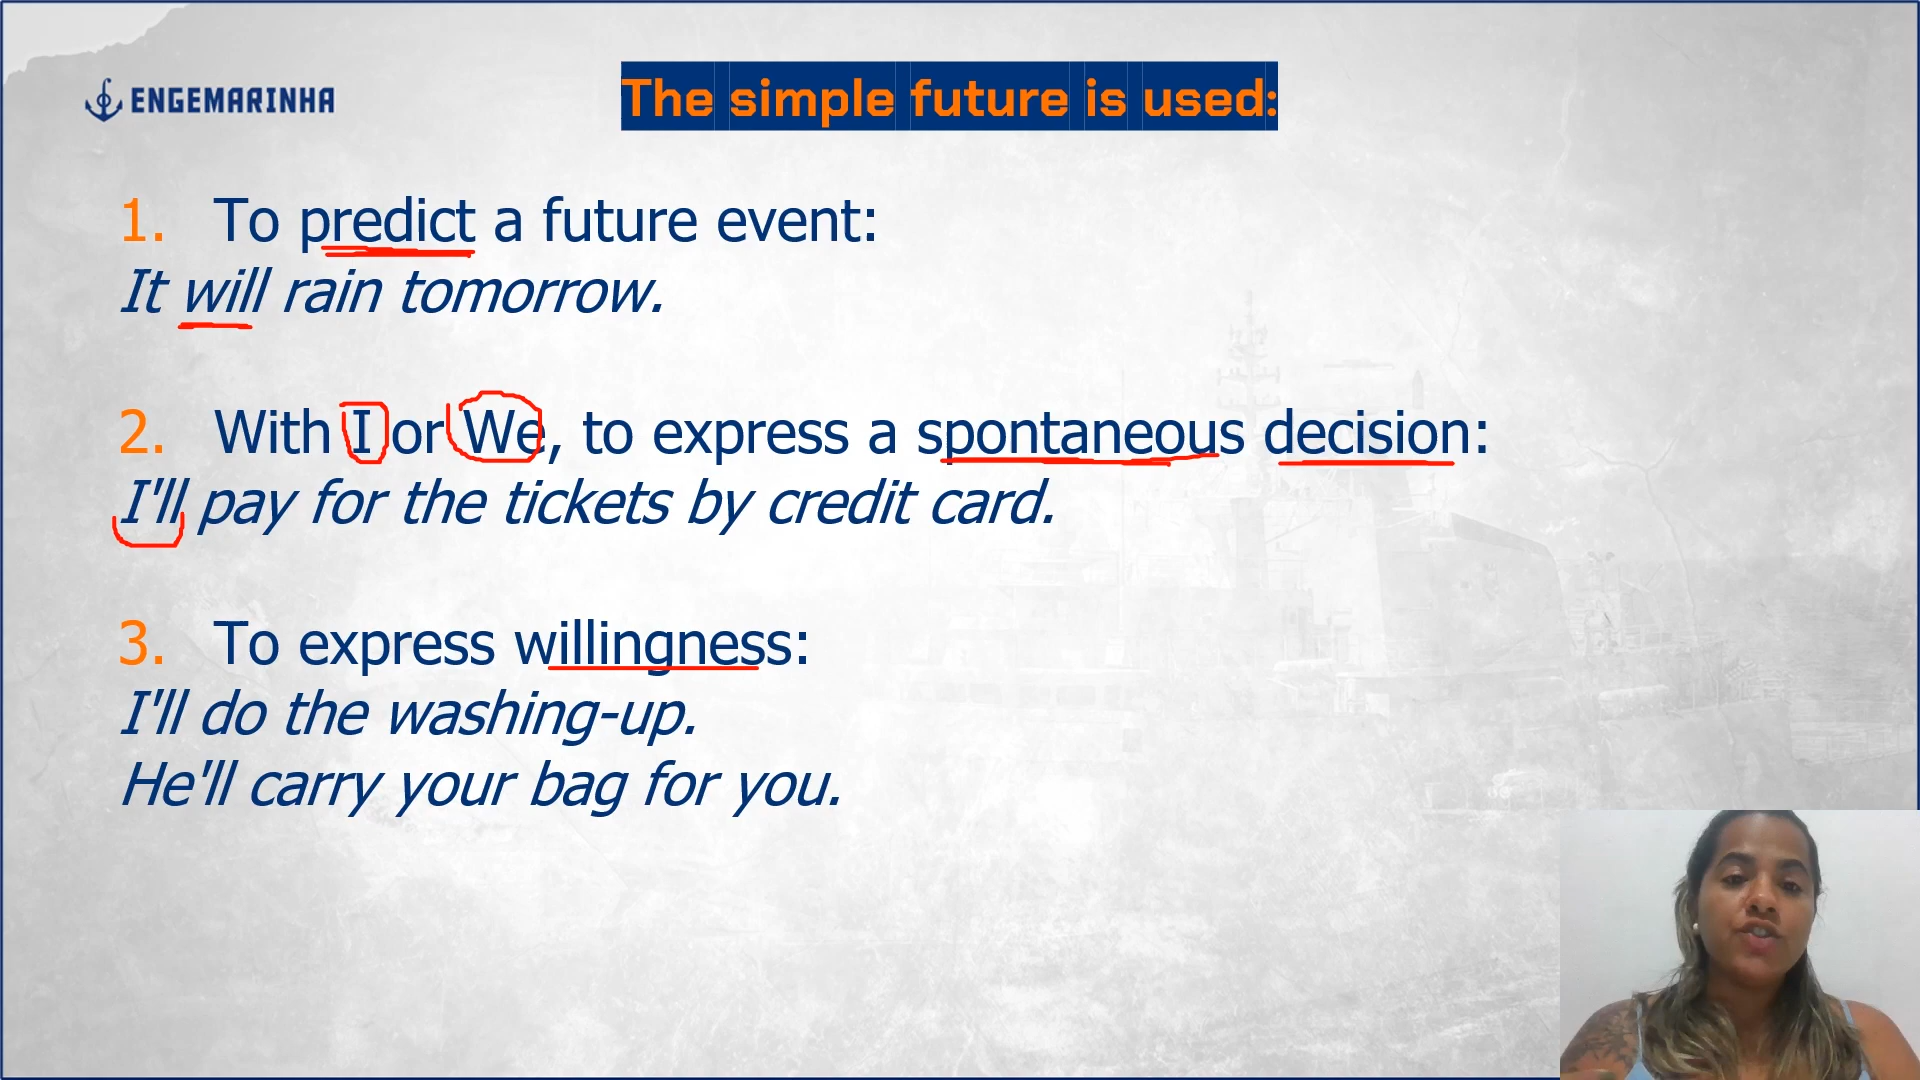 ENGEMARINHA
The simple future is used:
1. To predict a future event:
It will rain tomorrow.
2. With I or We, to express a spontaneous decision:
I'll pay for the tickets by credit card.
3. To express willingness:
I'll do the washing-up.
He'll carry your bag for you.